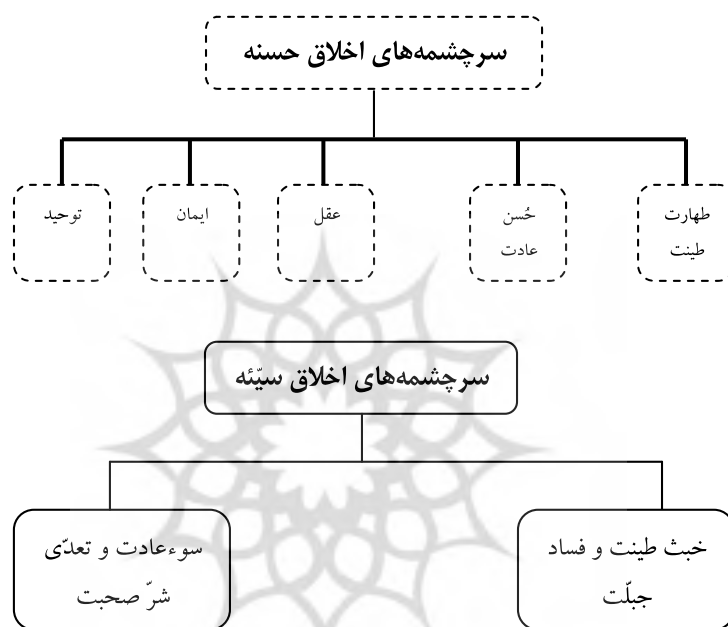 سرچشمه‌های اخلاق حسنه
طهارت
طینت
حُسن
عادت
عقل
ایمان
توحید
سرچشمه‌های اخلاق سیّئه
خبث طینت و فساد
جبلّت
سوءعادت و تعدّی
شرّ صحبت